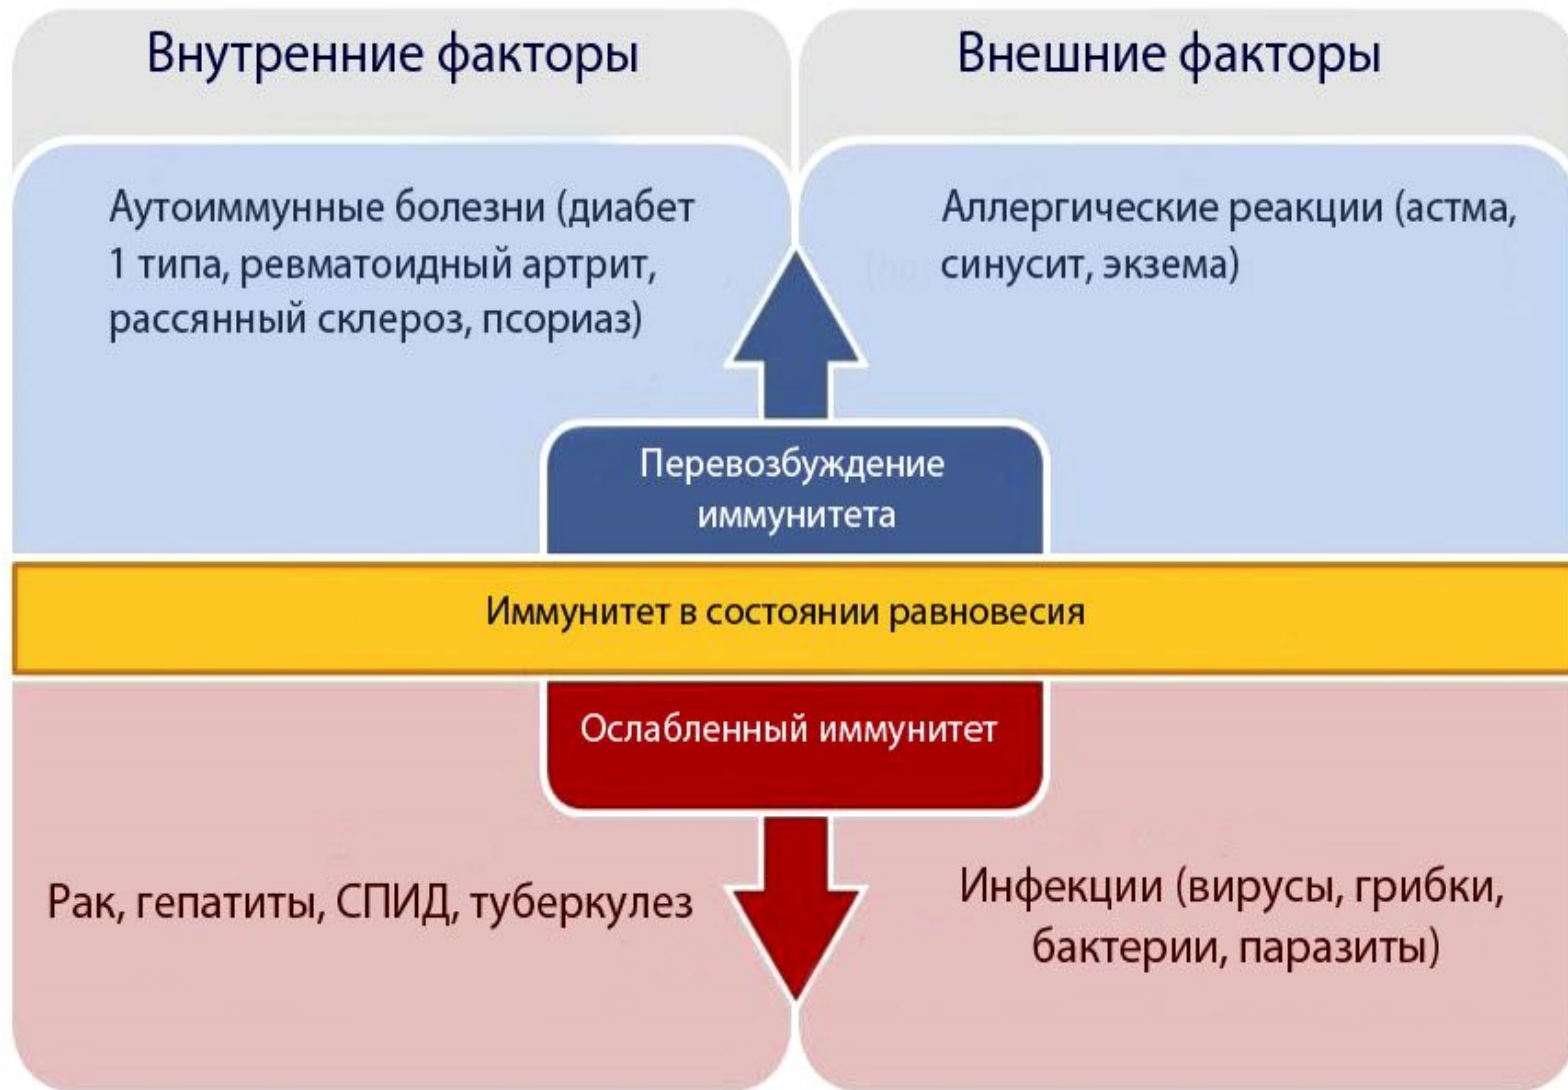 Внутренние факторы
Внешние факторы
Аутоиммунные болезни (диабет
1 типа, ревматоидный артрит,
рассянный склероз, псориаз)
Аллергические реакции (астма,
синусит, экзема)
Перевозбуждение
иммунитета
Иммунитет в состоянии равновесия
Ослабленный иммунитет
Рак, гепатиты, СПИД, туберкулез
Инфекции (вирусы, грибки,
бактерии, паразиты)